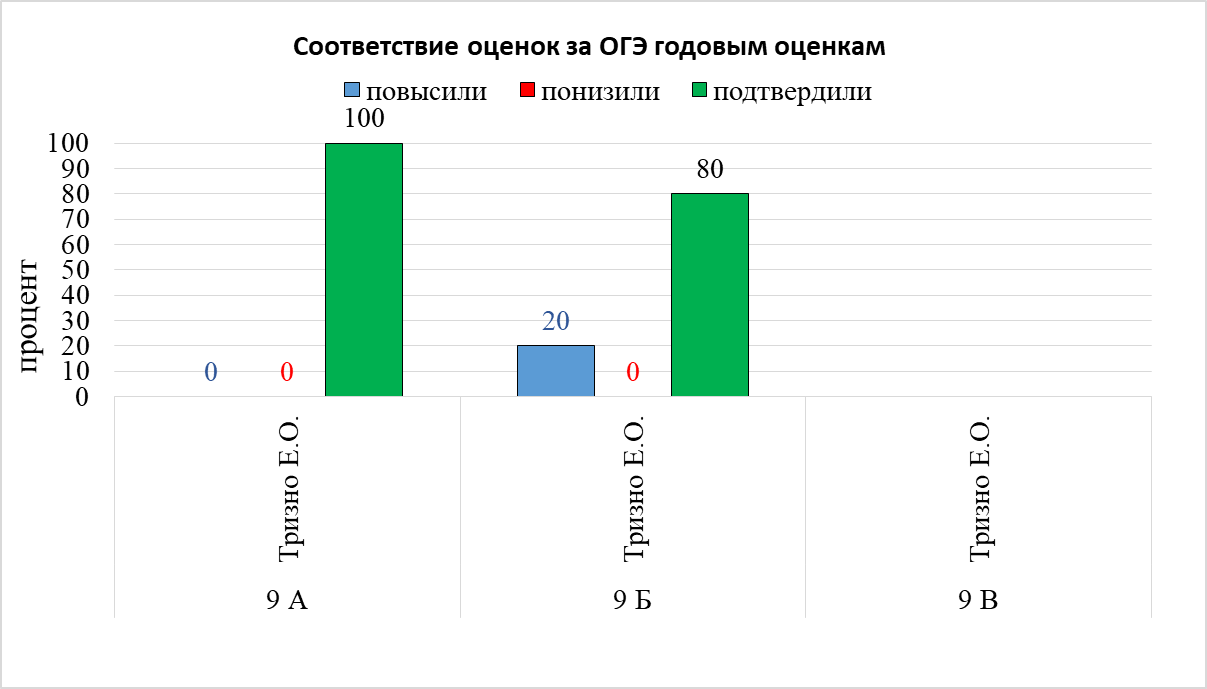 Соответствие оценок за ОГЭ годовым оценкам
повысили понизили подтвердили
процент
100
90
80
70
60
50
40
30
20
10
0
0 0 100
20 0 80
Тризно Е.О. Тризно Е.О. Тризно Е.О.
9 А 9 Б 9 В